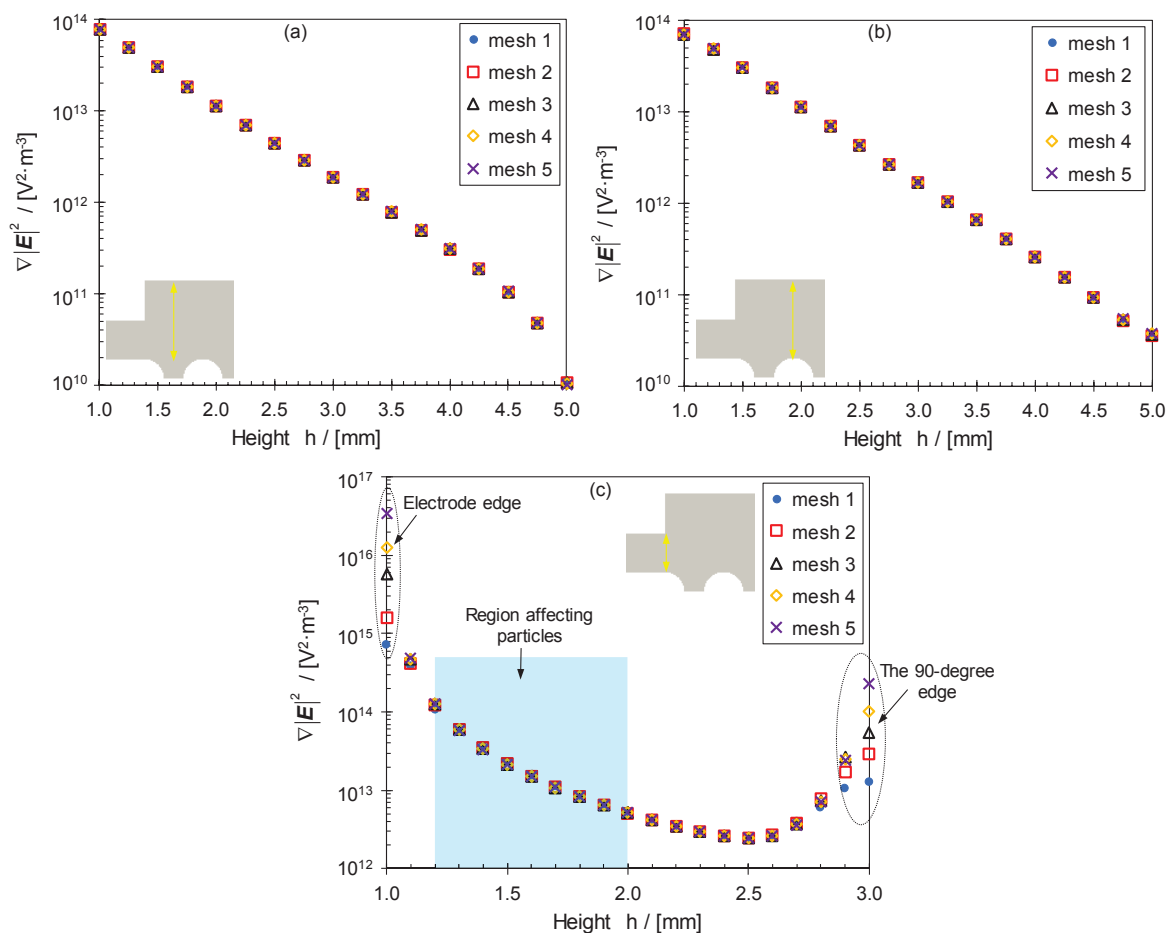 (a)
mesh 1
mesh 2
mesh 3
mesh 4
mesh 5
10^14
10^13
10^12
10^11
10^10
∇|E|^2 / [V^2·m^-3]
1.0 1.5 2.0 2.5 3.0 3.5 4.0 4.5 5.0
Height h / [mm]
(b)
mesh 1
mesh 2
mesh 3
mesh 4
mesh 5
10^14
10^13
10^12
10^11
10^10
∇|E|^2 / [V^2·m^-3]
1.0 1.5 2.0 2.5 3.0 3.5 4.0 4.5 5.0
Height h / [mm]
(c)
Electrode edge
mesh 1
mesh 2
mesh 3
mesh 4
mesh 5
Region affecting
particles
The 90-degree
edge
10^17
10^16
10^15
10^14
10^13
10^12
∇|E|^2 / [V^2·m^-3]
1.0 1.5 2.0 2.5 3.0
Height h / [mm]